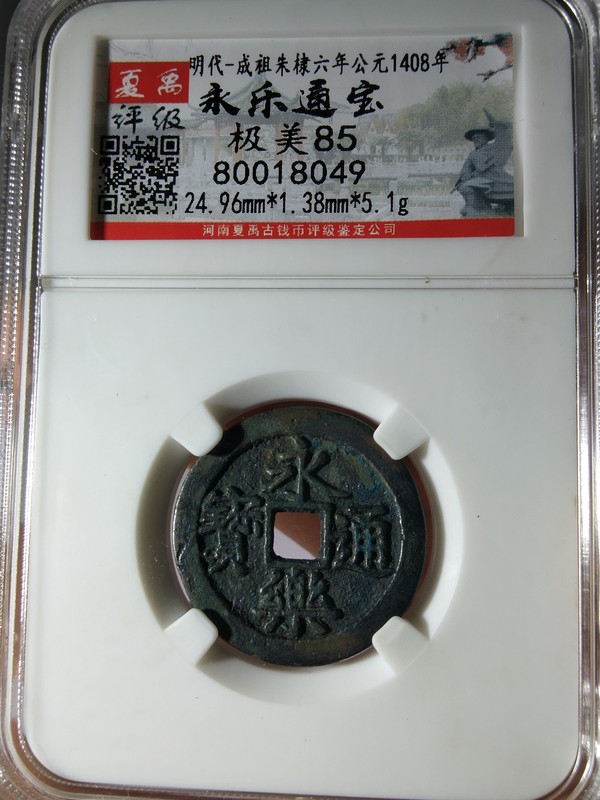 明代-成祖朱棣六年公元1408年
夏禹
评级
永乐通宝
极美85
80018049
24.96mm*1.38mm*5.1g
河南夏禹古钱币评级鉴定公司
永
寶 通
樂